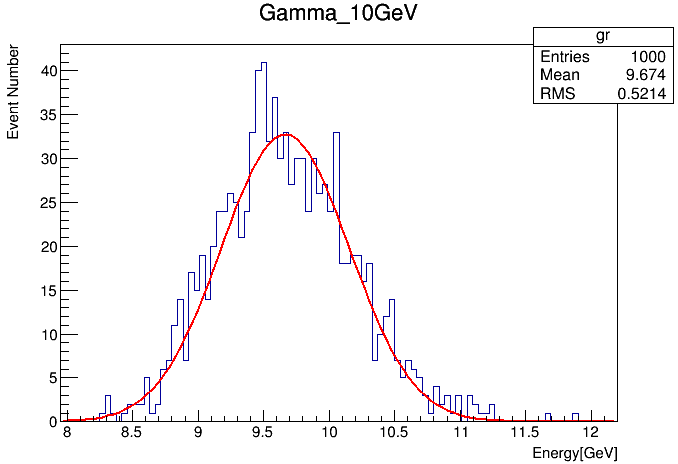 Gamma_10GeV
gr
Entries 1000
Mean 9.674
RMS 0.5214
Event Number
40
35
30
25
20
15
10
5
0
8 8.5 9 9.5 10 10.5 11 11.5 12
Energy[GeV]